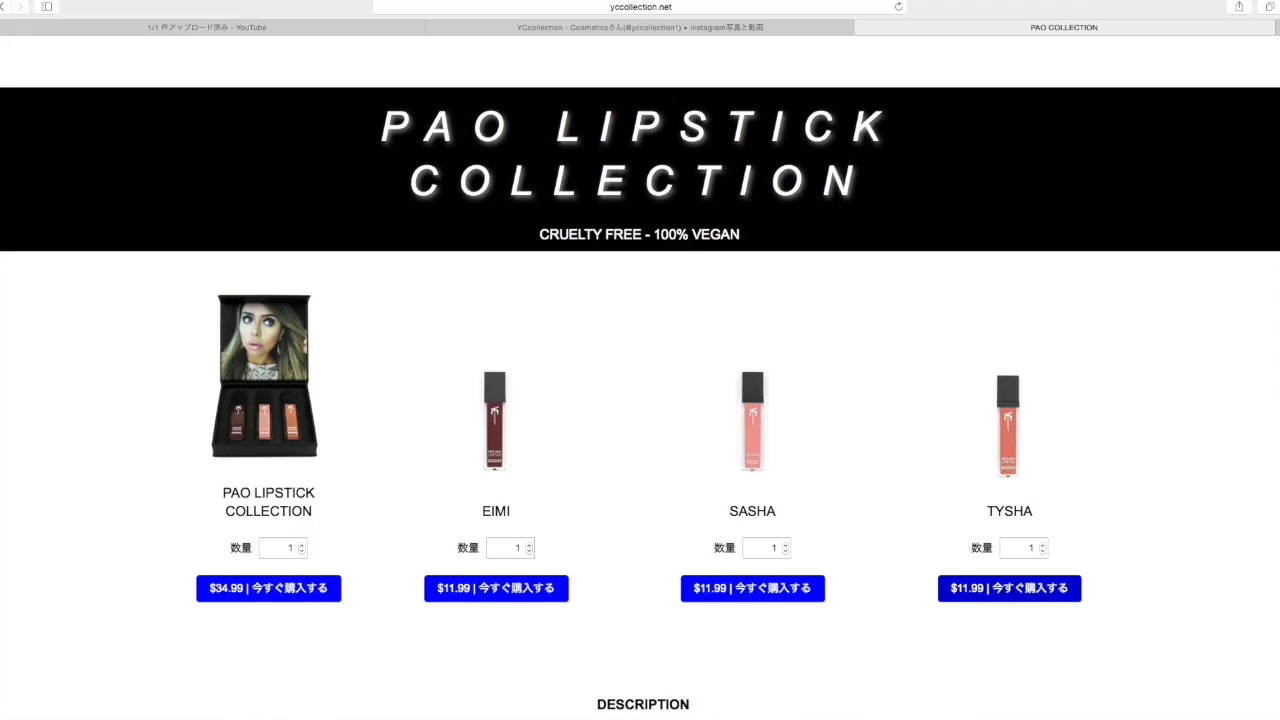 yccollection.net
1/1 件アップロード済み - YouTube
YCcollection - Cosmeticsさん(@yccollection1) • Instagram写真と動画
PAO COLLECTION
PAO LIPSTICK
COLLECTION
CRUELTY FREE - 100% VEGAN
PAO LIPSTICK
COLLECTION
EIMI
SASHA
TYSHA
数量 1
数量 1
数量 1
数量 1
$34.99 | 今すぐ購入する
$11.99 | 今すぐ購入する
$11.99 | 今すぐ購入する
$11.99 | 今すぐ購入する
DESCRIPTION